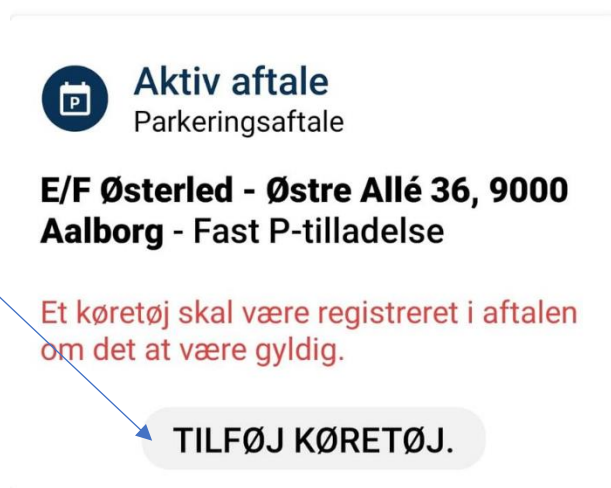 P
Aktiv aftale
Parkeringsaftale
E/F Østerled - Østre Allé 36, 9000
Aalborg - Fast P-tilladelse
Et køretøj skal være registreret i aftalen
om det at være gyldig.
TILFØJ KØRETØJ.